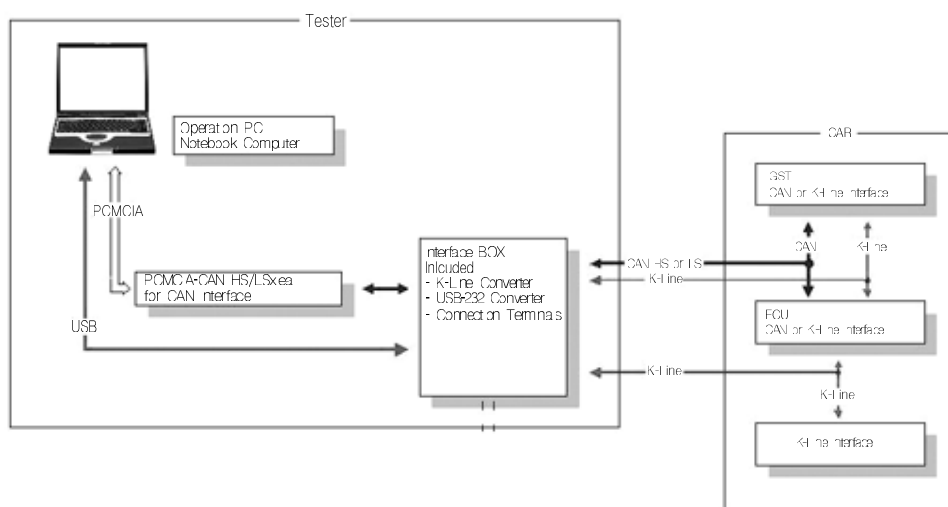 Tester
Operation PC
Notebook Computer
PCMCIA
PCMCIA-CAN HS/LSxea
for CAN Interface
USB
Interface BOX
Inlcuded
- K-Line Converter
- USB-232 Converter
- Connection Terminals
CAN HS or LS
K-Line
K-Line
CAR
GST
CAN or K-Line Interface
CAN
K-Line
ECU
CAN or K-Line Interface
K-Line
K-Line Interface